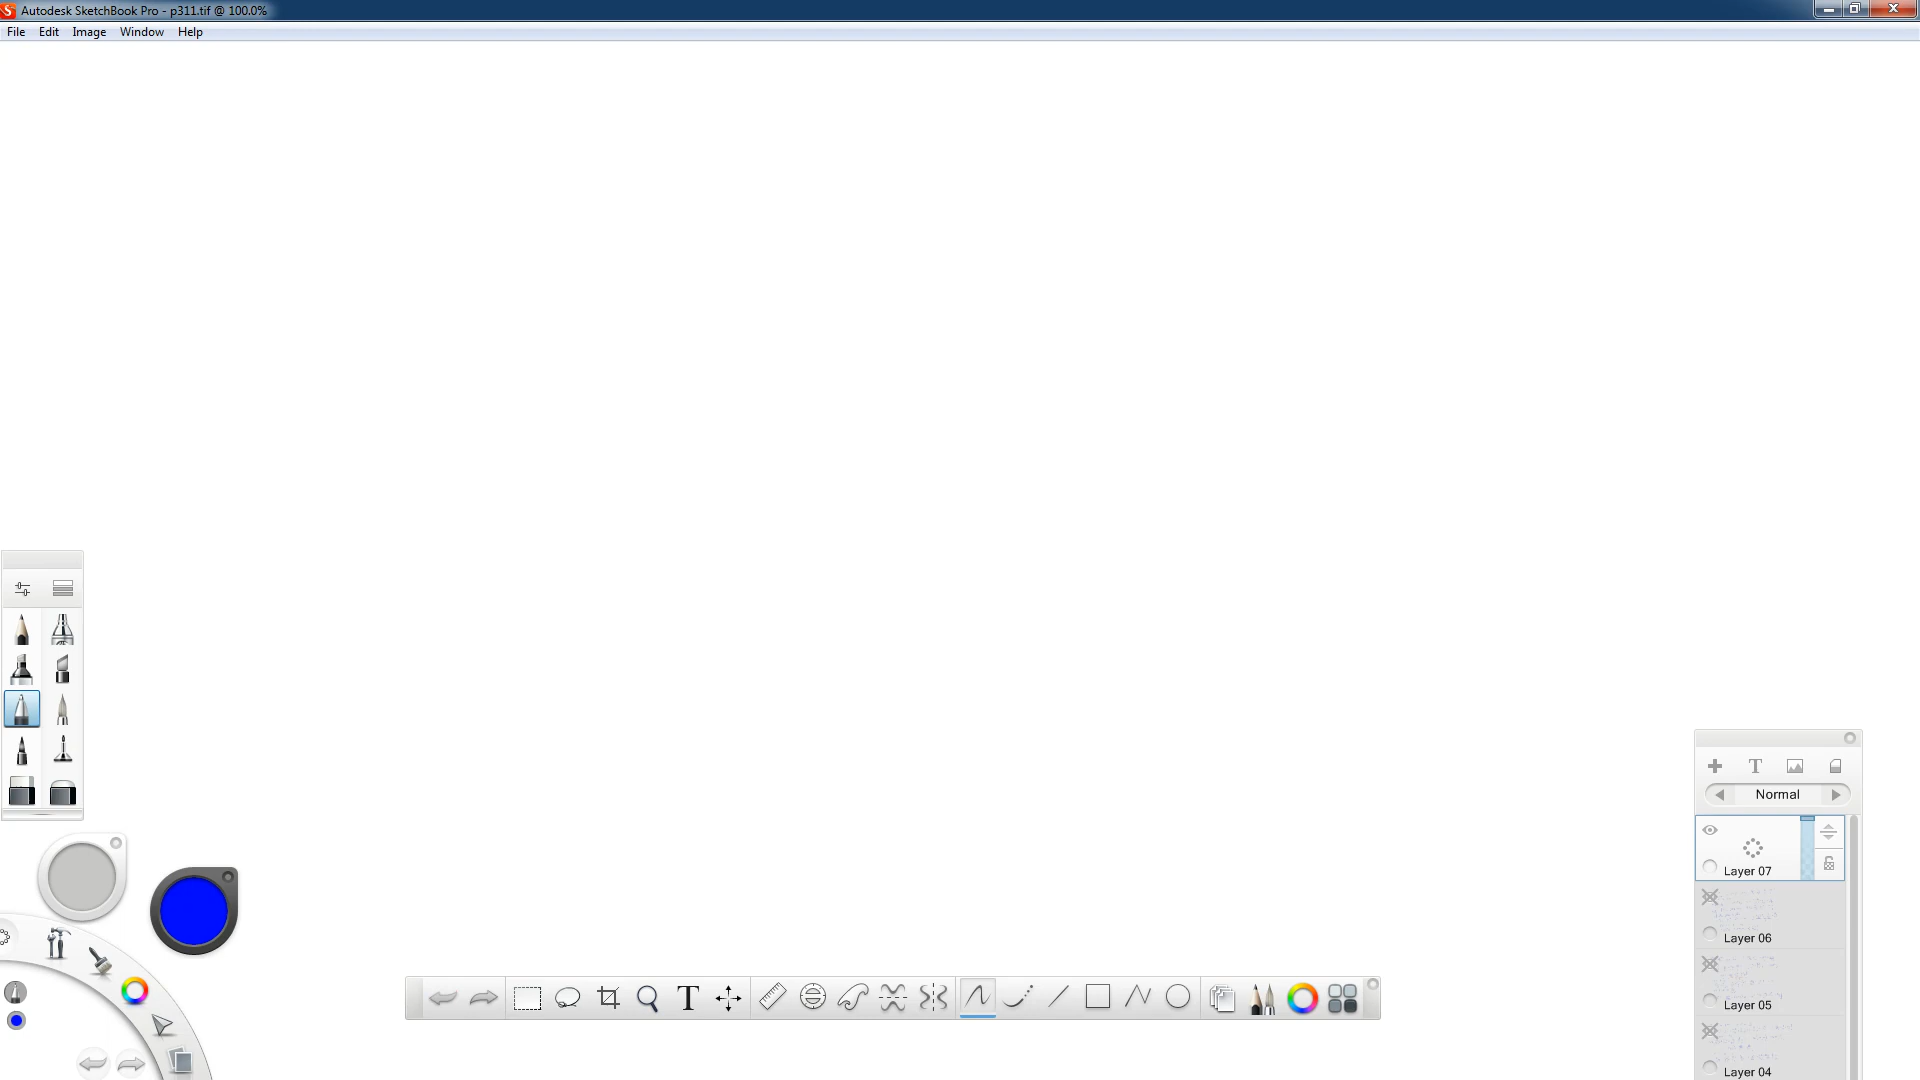 Autodesk SketchBook Pro - p311.tif @ 100.0%
File Edit Image Window Help
T
Normal
Layer 07
Layer 06
Layer 05
Layer 04
T